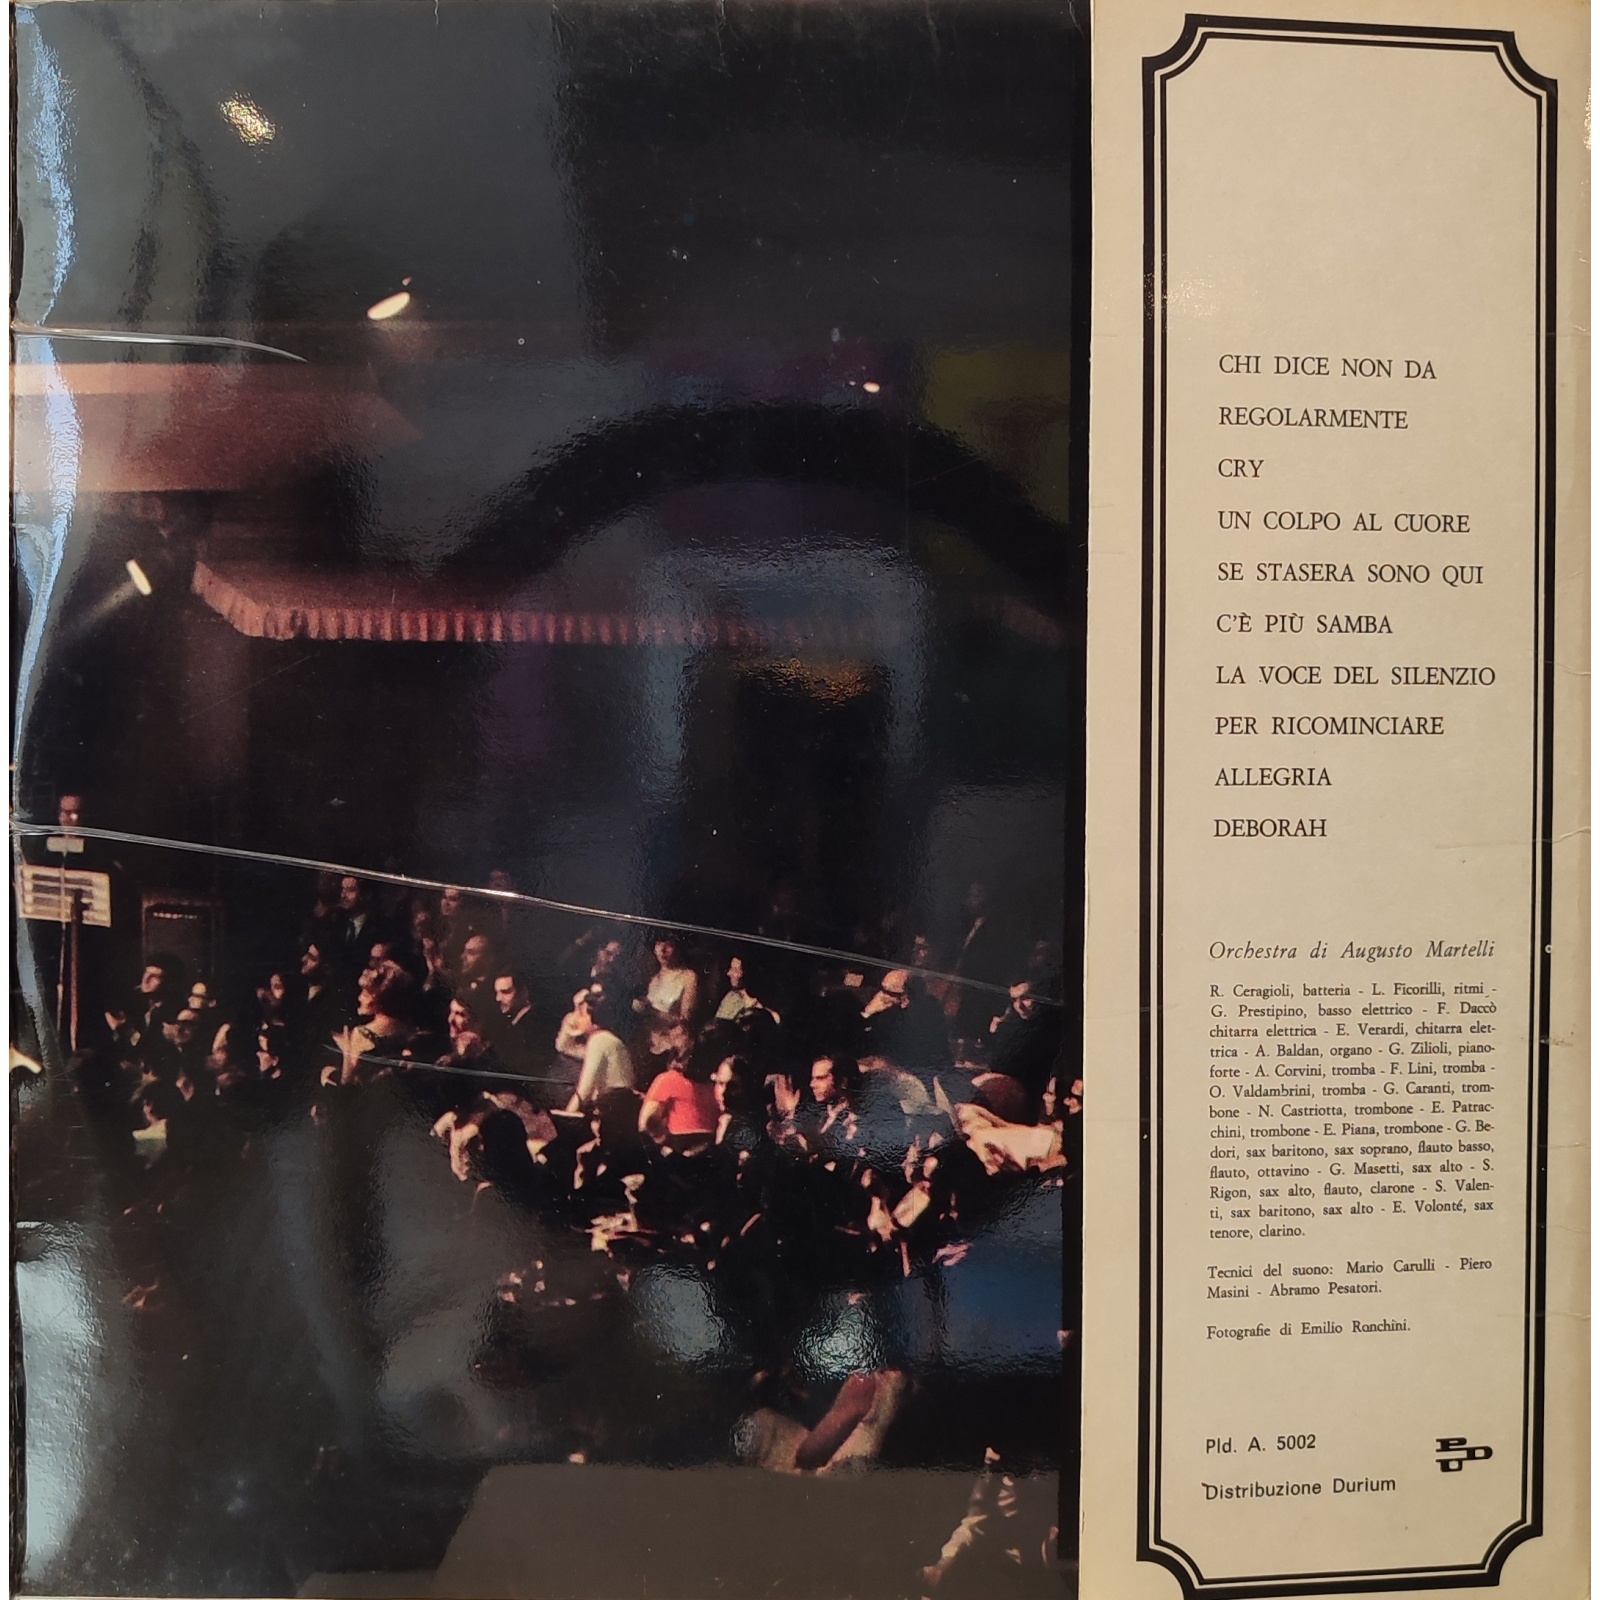 CHI DICE NON DA
REGOLARMENTE
CRY
UN COLPO AL CUORE
SE STASERA SONO QUI
C'È PIÙ SAMBA
LA VOCE DEL SILENZIO
PER RICOMINCIARE
ALLEGRIA
DEBORAH
Orchestra di Augusto Martelli
R. Ceragioli, batteria - L. Ficorilli, ritmi -
G. Prestipino, basso elettrico - F. Daccò
chitarra elettrica - E. Verardi, chitarra elet-
trica - A. Baldan, organo - G. Zilioli, piano-
forte - A. Corvini, tromba - F. Lini, tromba -
O. Valdambrini, tromba - G. Caranti, trom-
bone - N. Castriotta, trombone - E. Patrac-
chini, trombone - E. Piana, trombone - G. Be-
dori, sax baritono, sax soprano, flauto basso,
flauto, ottavino - G. Masetti, sax alto - S.
Rigon, sax alto, flauto, clarone - S. Valen-
ti, sax baritono, sax alto - E. Volonté, sax
tenore, clarino.
Tecnici del suono: Mario Carulli - Piero
Masini - Abramo Pesatori.
Fotografie di Emilio Ronchini.
Pld. A. 5002
PDU
Distribuzione Durium